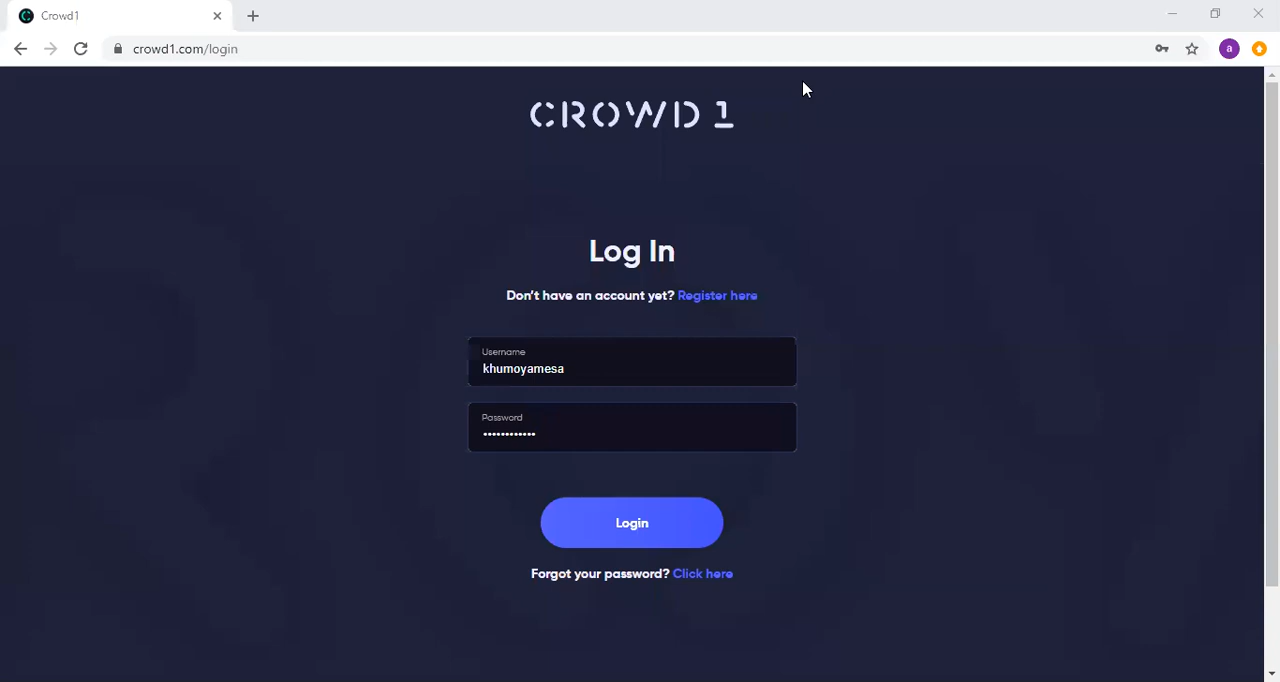 Crowd1
crowd1.com/login
a
CROWD 1
Log In
Don't have an account yet? Register here
Username
khumoyamesa
Password
••••••••••••
Login
Forgot your password? Click here